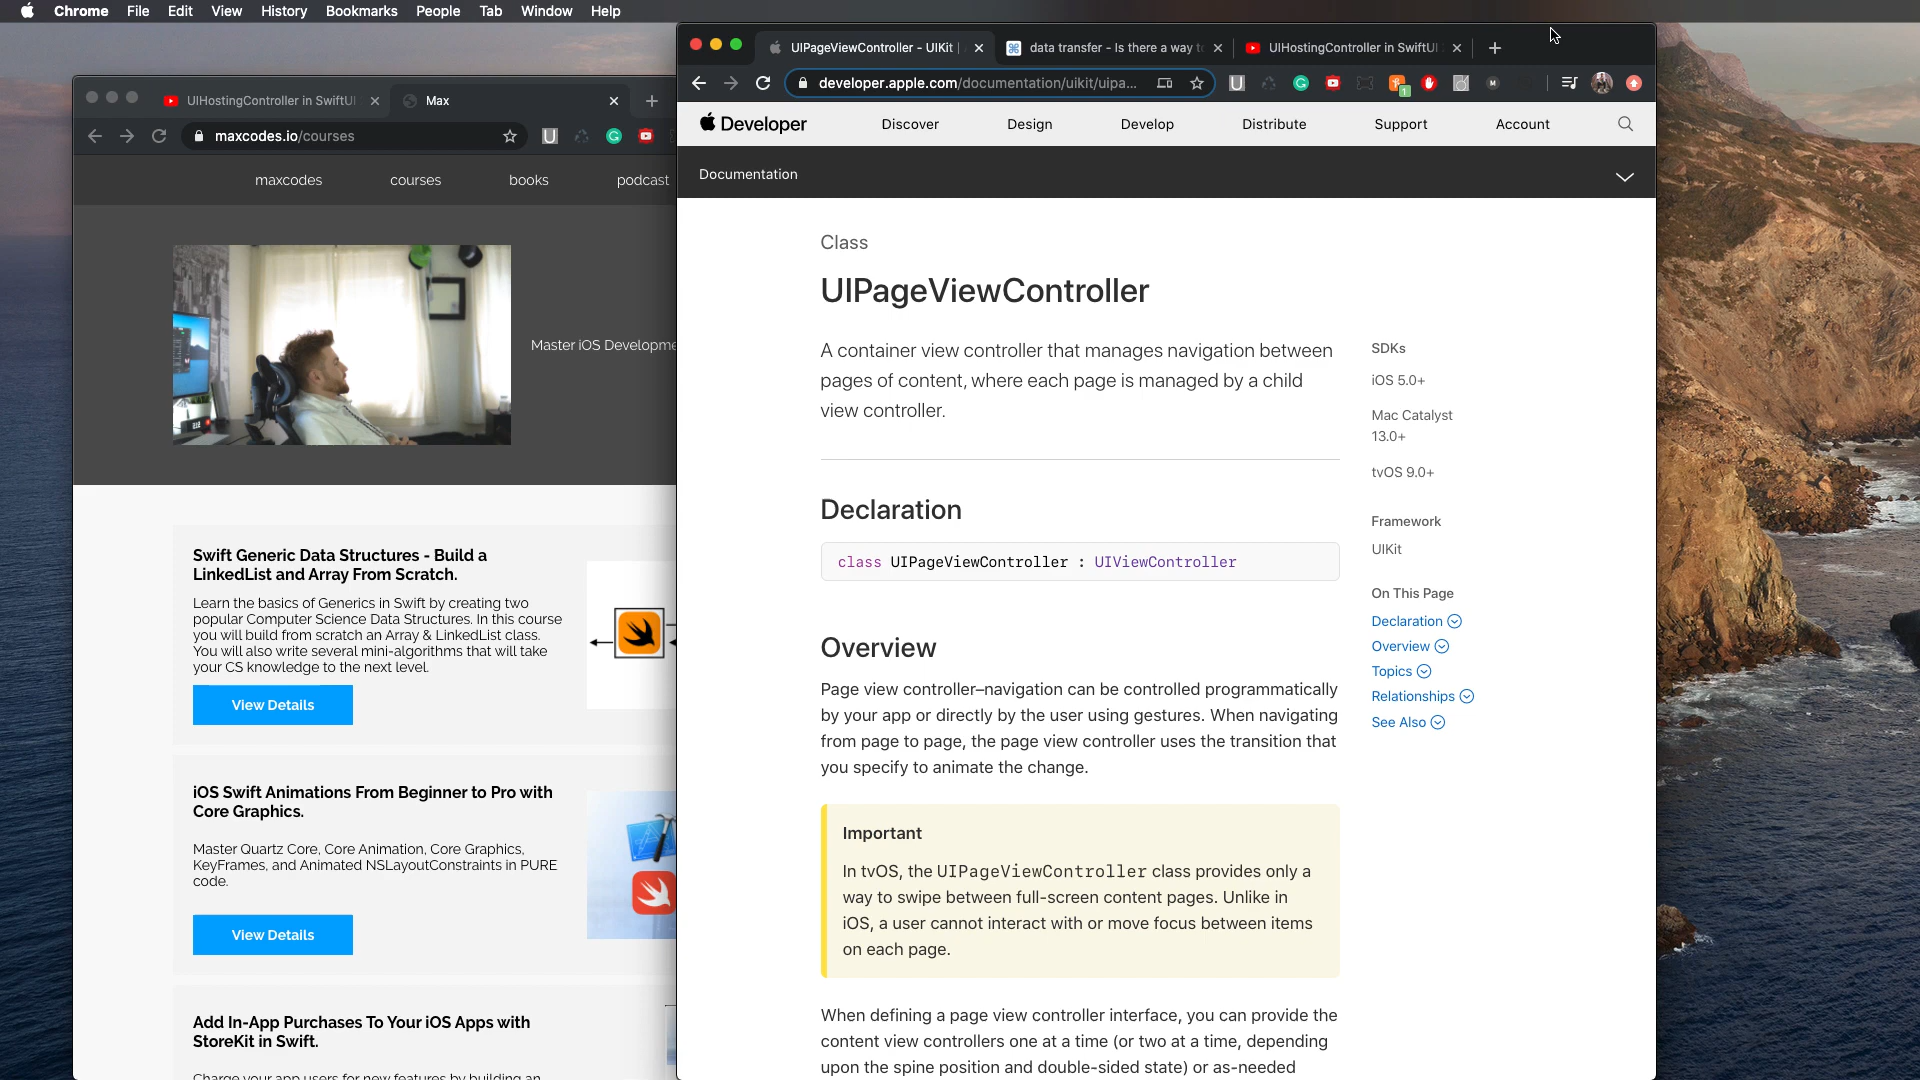 Chrome File Edit View History Bookmarks People Tab Window Help
UIHostingController in SwiftUI
Max
maxcodes.io/courses
maxcodes courses books podcast
Master iOS Developme
Swift Generic Data Structures - Build a
LinkedList and Array From Scratch.
Learn the basics of Generics in Swift by creating two
popular Computer Science Data Structures. In this course
you will build from scratch an Array & LinkedList class.
You will also write several mini-algorithms that will take
your CS knowledge to the next level.
View Details
iOS Swift Animations From Beginner to Pro with
Core Graphics.
Master Quartz Core, Core Animation, Core Graphics,
KeyFrames, and Animated NSLayoutConstraints in PURE
code.
View Details
Add In-App Purchases To Your iOS Apps with
StoreKit in Swift.
Charge your app users for new features by building an
UIPageViewController - UIKit |
data transfer - Is there a way to
UIHostingController in SwiftUI
developer.apple.com/documentation/uikit/uipa...
Developer
Discover Design Develop Distribute Support Account
Documentation
Class
UIPageViewController
A container view controller that manages navigation between
pages of content, where each page is managed by a child
view controller.
Declaration
class UIPageViewController : UIViewController
Overview
Page view controller–navigation can be controlled programmatically
by your app or directly by the user using gestures. When navigating
from page to page, the page view controller uses the transition that
you specify to animate the change.
Important
In tvOS, the UIPageViewController class provides only a
way to swipe between full-screen content pages. Unlike in
iOS, a user cannot interact with or move focus between items
on each page.
When defining a page view controller interface, you can provide the
content view controllers one at a time (or two at a time, depending
upon the spine position and double-sided state) or as-needed
SDKs
iOS 5.0+
Mac Catalyst
13.0+
tvOS 9.0+
Framework
UIKit
On This Page
Declaration
Overview
Topics
Relationships
See Also